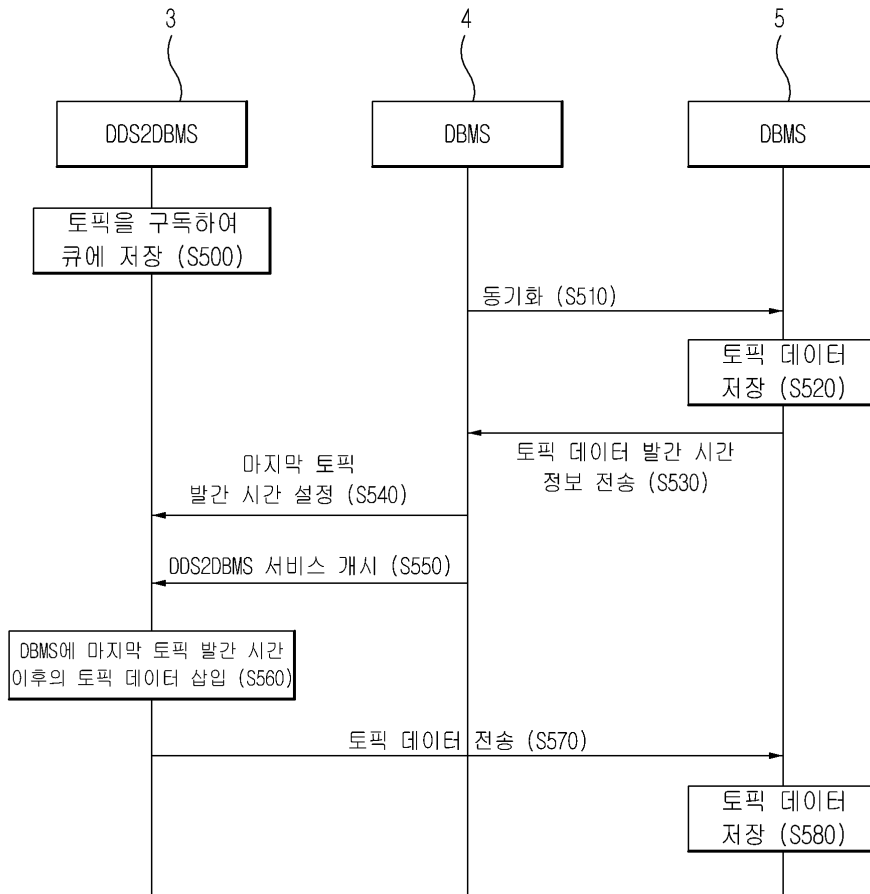 3
4
5
DDS2DBMS
DBMS
DBMS
토픽을 구독하여
큐에 저장 (S500)
동기화 (S510)
토픽 데이터
저장 (S520)
토픽 데이터 발간 시간
정보 전송 (S530)
마지막 토픽
발간 시간 설정 (S540)
DDS2DBMS 서비스 개시 (S550)
DBMS에 마지막 토픽 발간 시간
이후의 토픽 데이터 삽입 (S560)
토픽 데이터 전송 (S570)
토픽 데이터
저장 (S580)